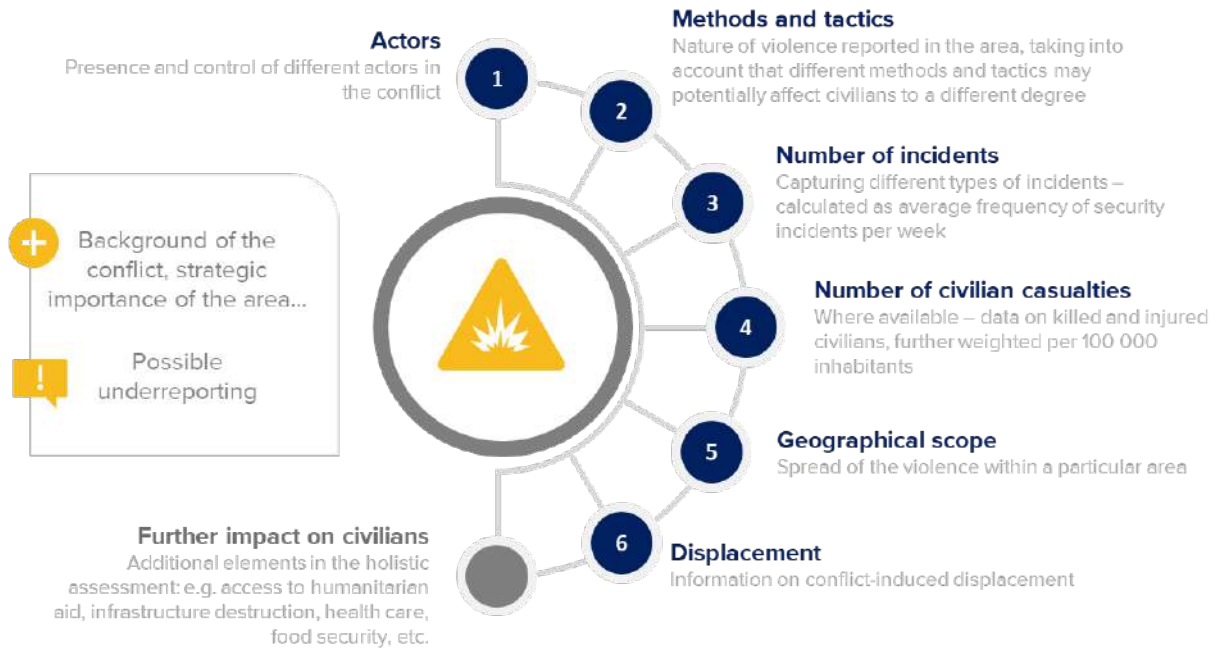 Actors
Presence and control of different actors in
the conflict
1
Methods and tactics
Nature of violence reported in the area, taking into
account that different methods and tactics may
potentially affect civilians to a different degree
2
Number of incidents
Capturing different types of incidents –
calculated as average frequency of security
incidents per week
3
Number of civilian casualties
Where available – data on killed and injured
civilians, further weighted per 100 000
inhabitants
4
Geographical scope
Spread of the violence within a particular area
5
Displacement
Information on conflict-induced displacement
6
Further impact on civilians
Additional elements in the holistic
assessment: e.g. access to humanitarian
aid, infrastructure destruction, health care,
food security, etc.
+
Background of the
conflict, strategic
importance of the area...
!
Possible
underreporting